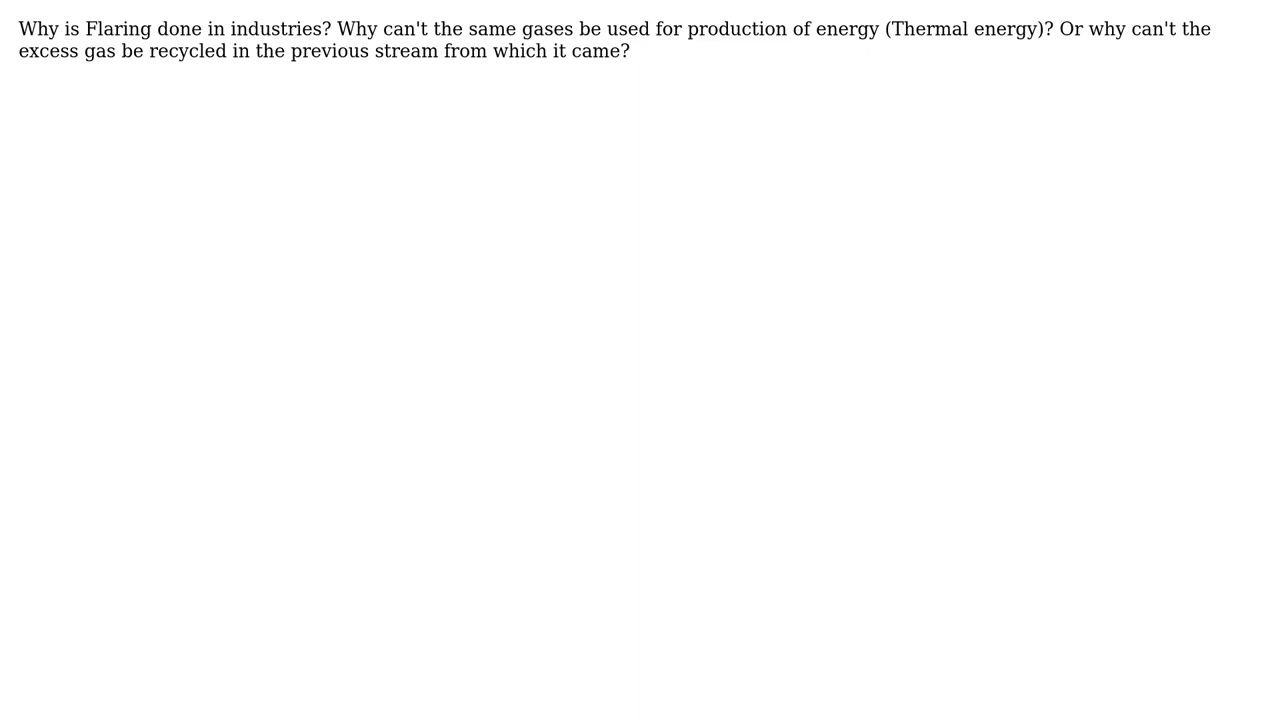 Why is Flaring done in industries? Why can't the same gases be used for production of energy (Thermal energy)? Or why can't the
excess gas be recycled in the previous stream from which it came?